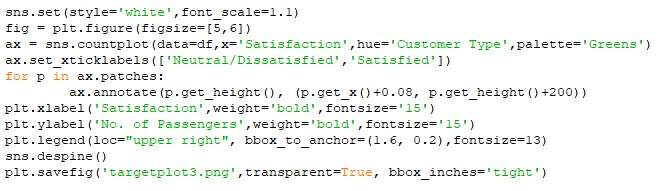 sns.set(style='white',font_scale=1.1)
fig = plt.figure(figsize=[5,6])
ax = sns.countplot(data=df,x='Satisfaction',hue='Customer Type',palette='Greens')
ax.set_xticklabels(['Neutral/Dissatisfied','Satisfied'])
for p in ax.patches:
        ax.annotate(p.get_height(), (p.get_x()+0.08, p.get_height()+200))
plt.xlabel('Satisfaction',weight='bold',fontsize='15')
plt.ylabel('No. of Passengers',weight='bold',fontsize='15')
plt.legend(loc="upper right", bbox_to_anchor=(1.6, 0.2),fontsize=13)
sns.despine()
plt.savefig('targetplot3.png',transparent=True, bbox_inches='tight')